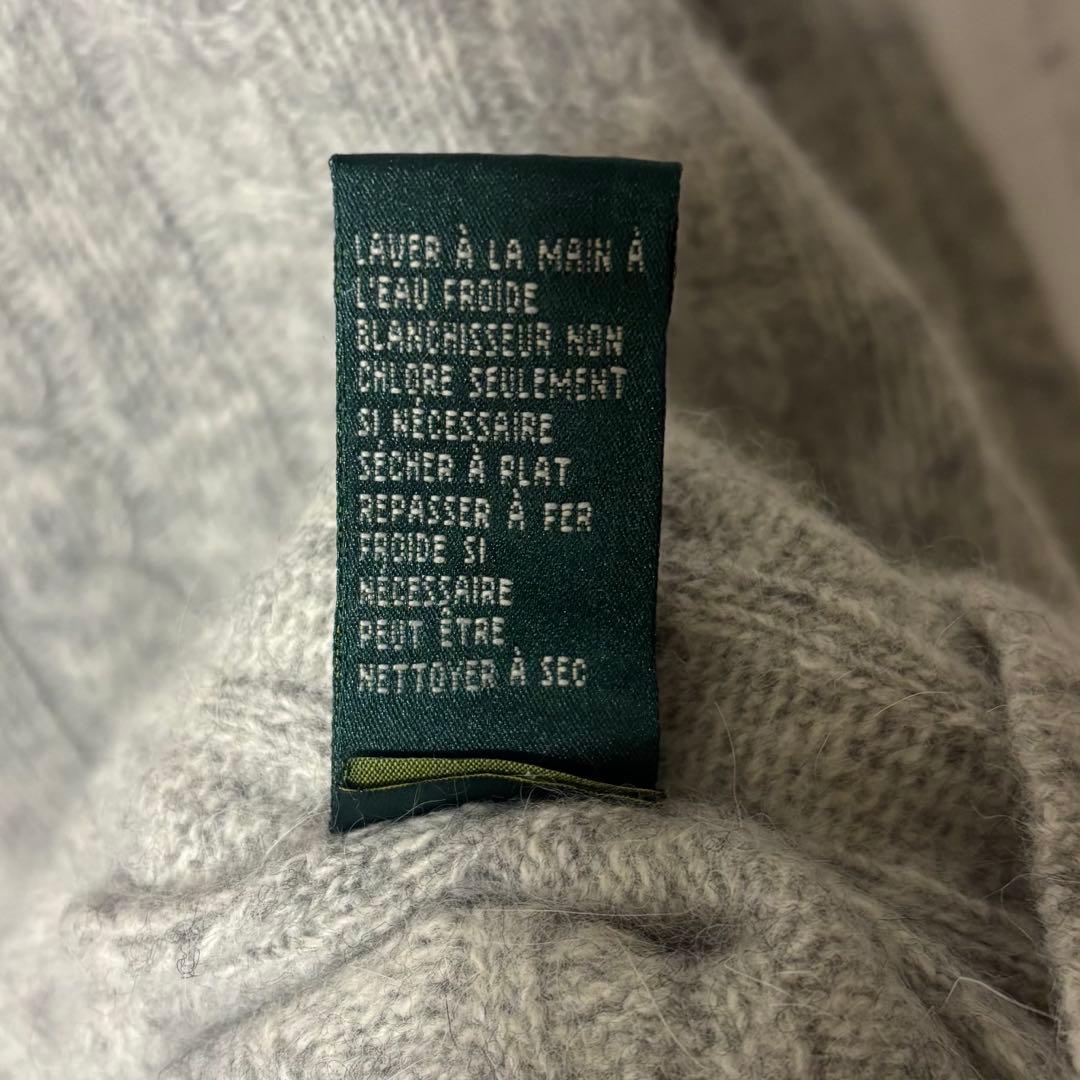 LAVER À LA MAIN À
L'EAU FROIDE
BLANCHISSEUR NON
CHLORE SEULEMENT
SI NÉCESSAIRE
SÉCHER À PLAT
REPASSER À FER
FROIDE SI
NÉCESSAIRE
PEUT ÊTRE
NETTOYER À SEC